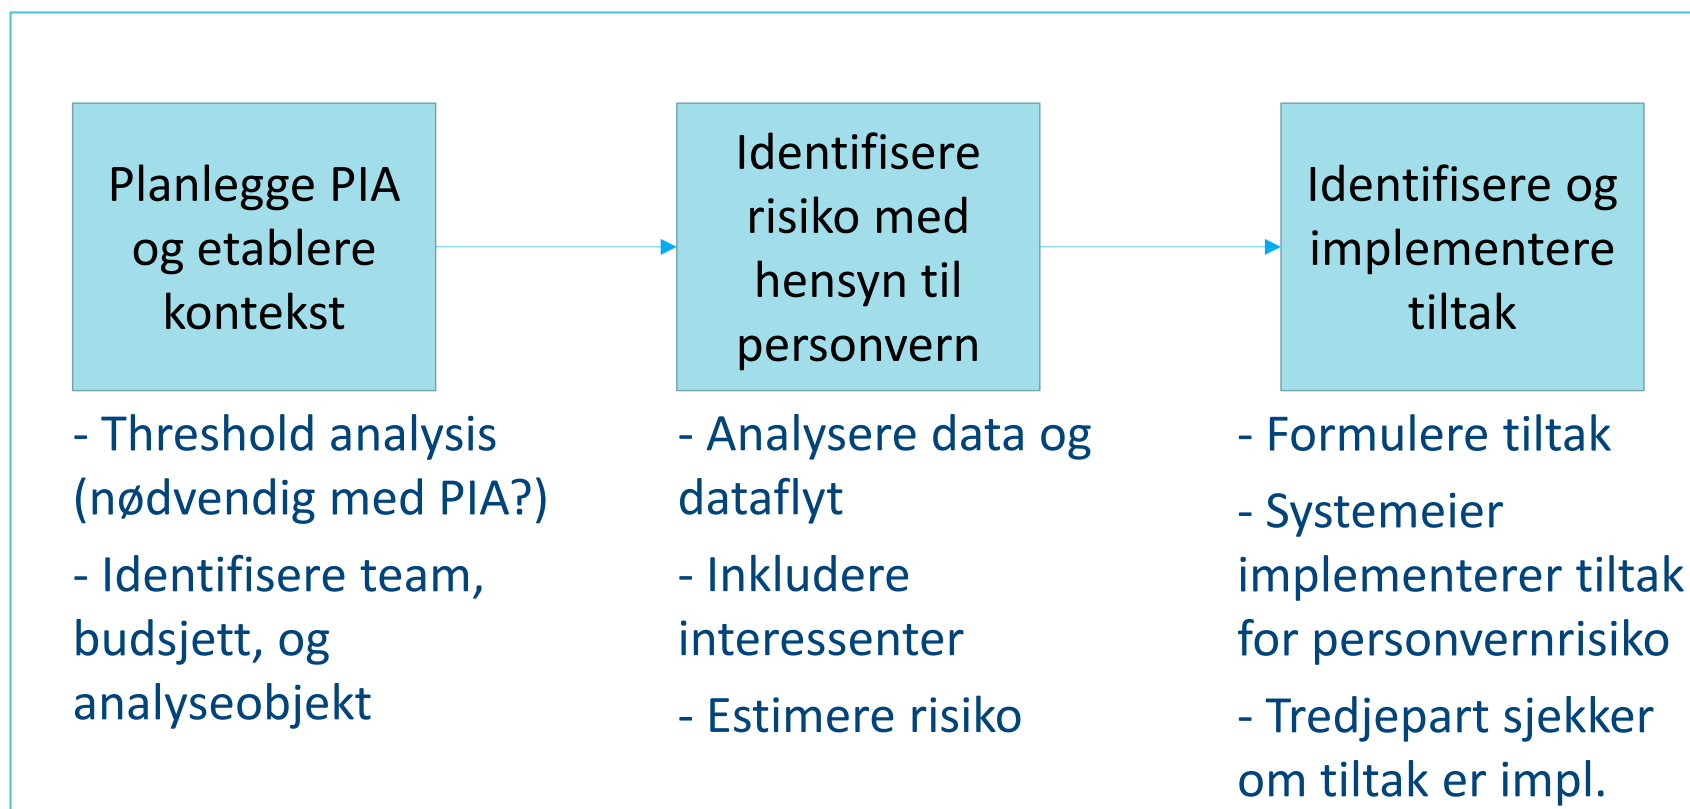 Planlegge PIA
og etablere
kontekst
- Threshold analysis
(nødvendig med PIA?)
- Identifisere team,
budsjett, og
analyseobjekt
Identifisere
risiko med
hensyn til
personvern
- Analysere data og
dataflyt
- Inkludere
interessenter
- Estimere risiko
Identifisere og
implementere
tiltak
- Formulere tiltak
- Systemeier
implementerer tiltak
for personvernrisiko
- Tredjepart sjekker
om tiltak er impl.